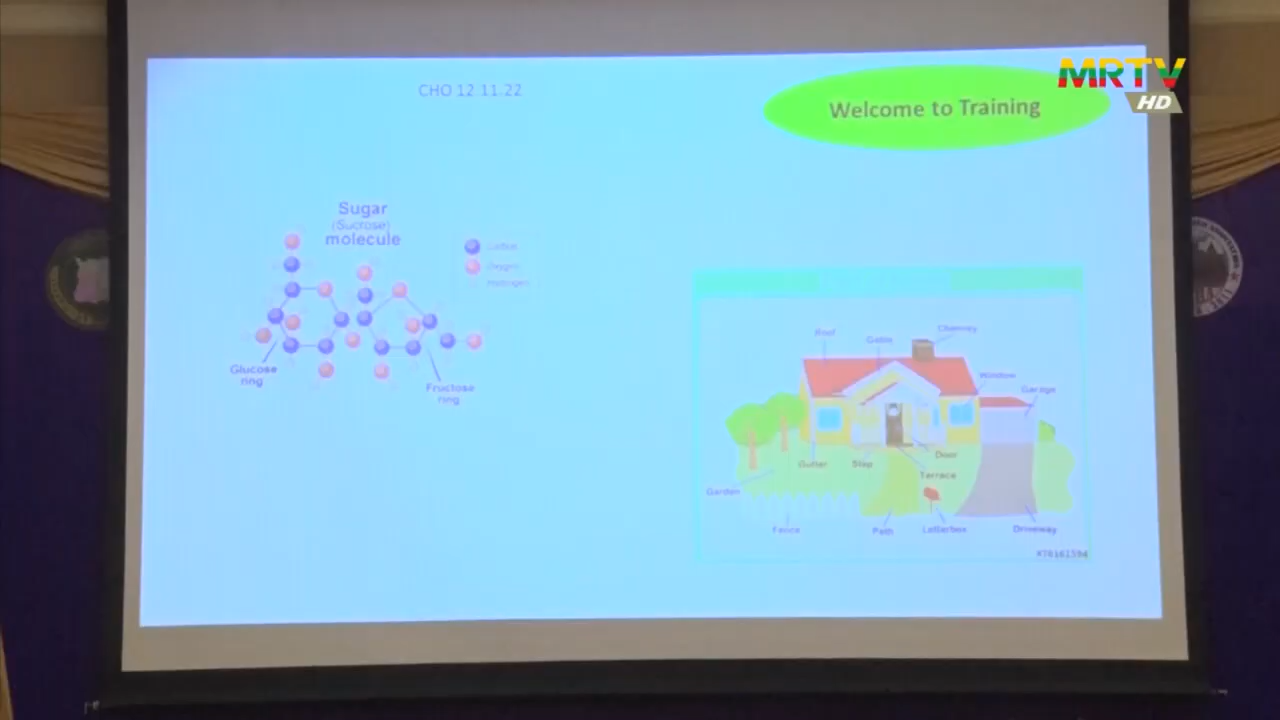 MRTV
HD
CHO 12 11.22
Welcome to Training
Sugar
(Sucrose)
molecule
Carbon
Oxygen
Hydrogen
Glucose
ring
Fructose
ring
Roof
Gable
Chimney
Window
Garage
Gutter
Step
Door
Terrace
Garden
Fence
Path
Letterbox
Driveway